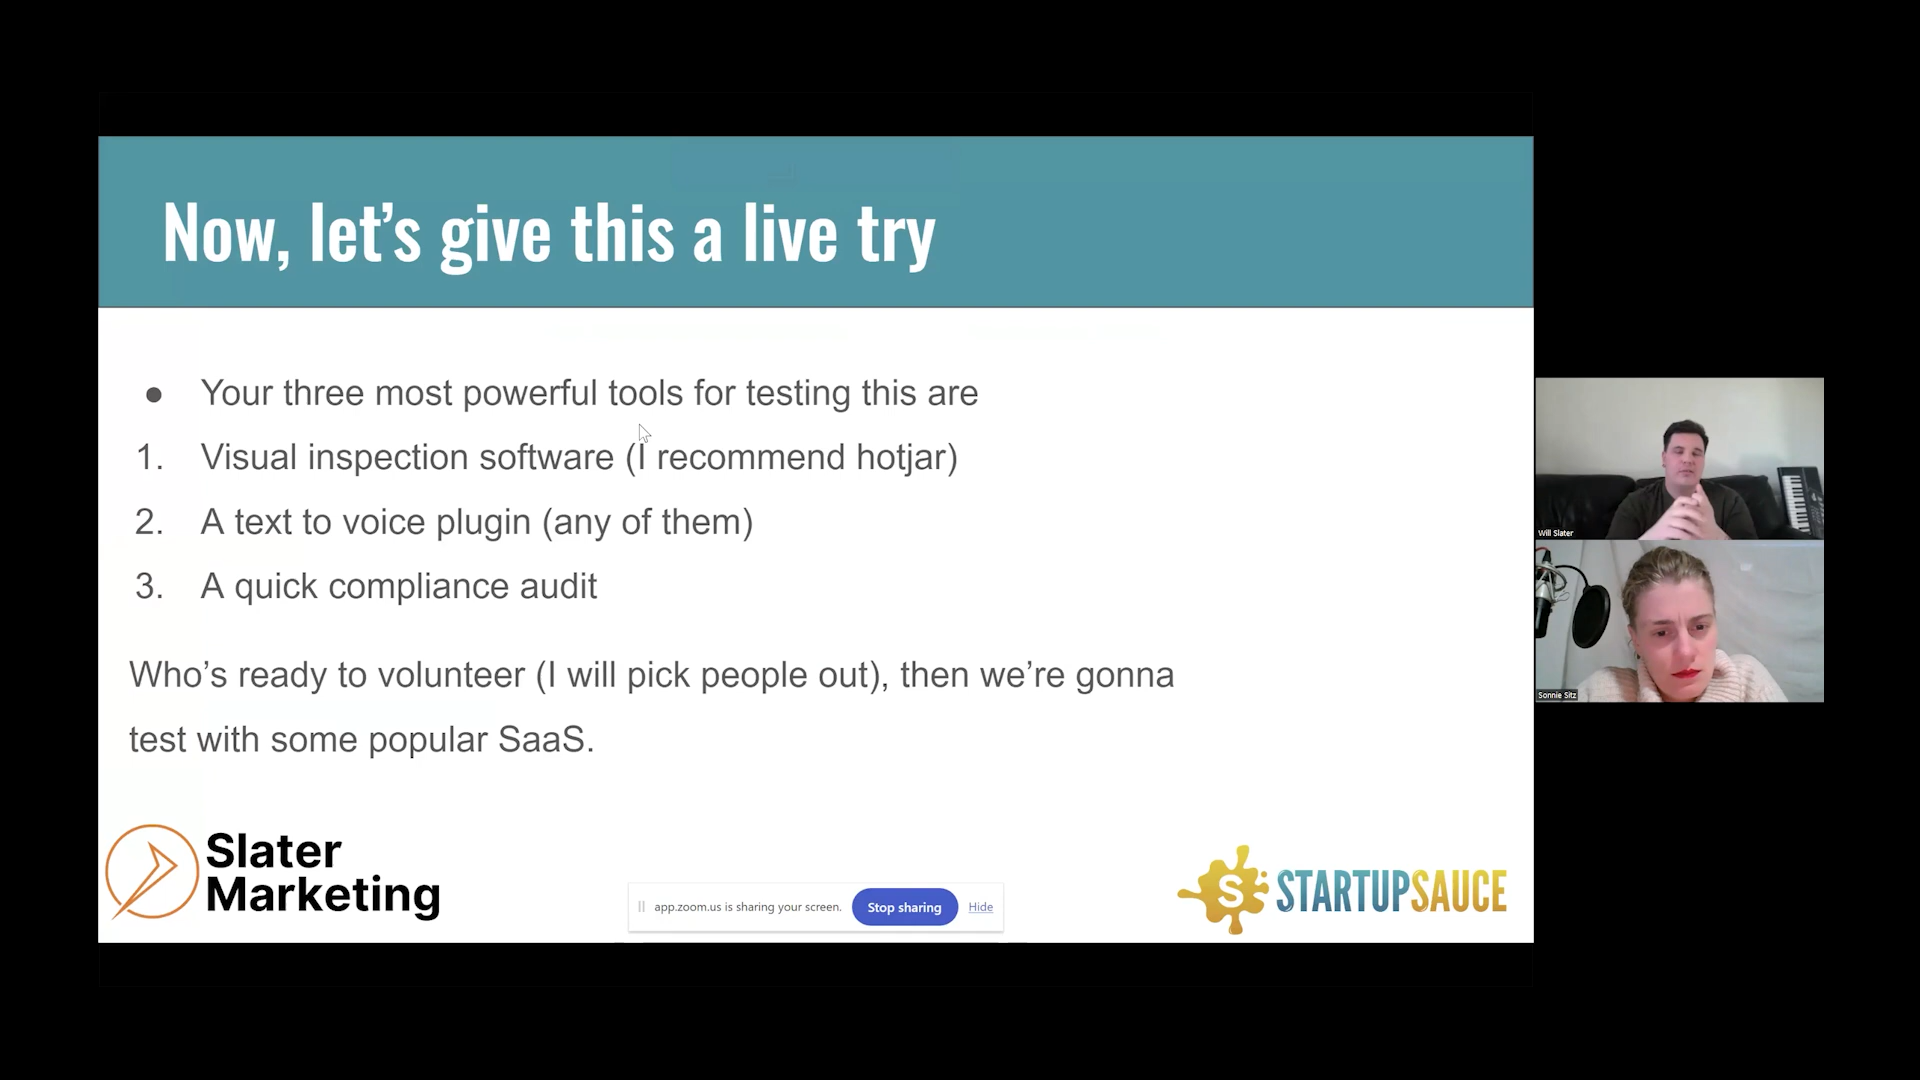 Now, let's give this a live try
● Your three most powerful tools for testing this are
1. Visual inspection software (I recommend hotjar)
2. A text to voice plugin (any of them)
3. A quick compliance audit
Who's ready to volunteer (I will pick people out), then we're gonna
test with some popular SaaS.
Slater
Marketing
app.zoom.us is sharing your screen. Stop sharing Hide
S STARTUPSAUCE
Will Slater
Sonnie Sitz